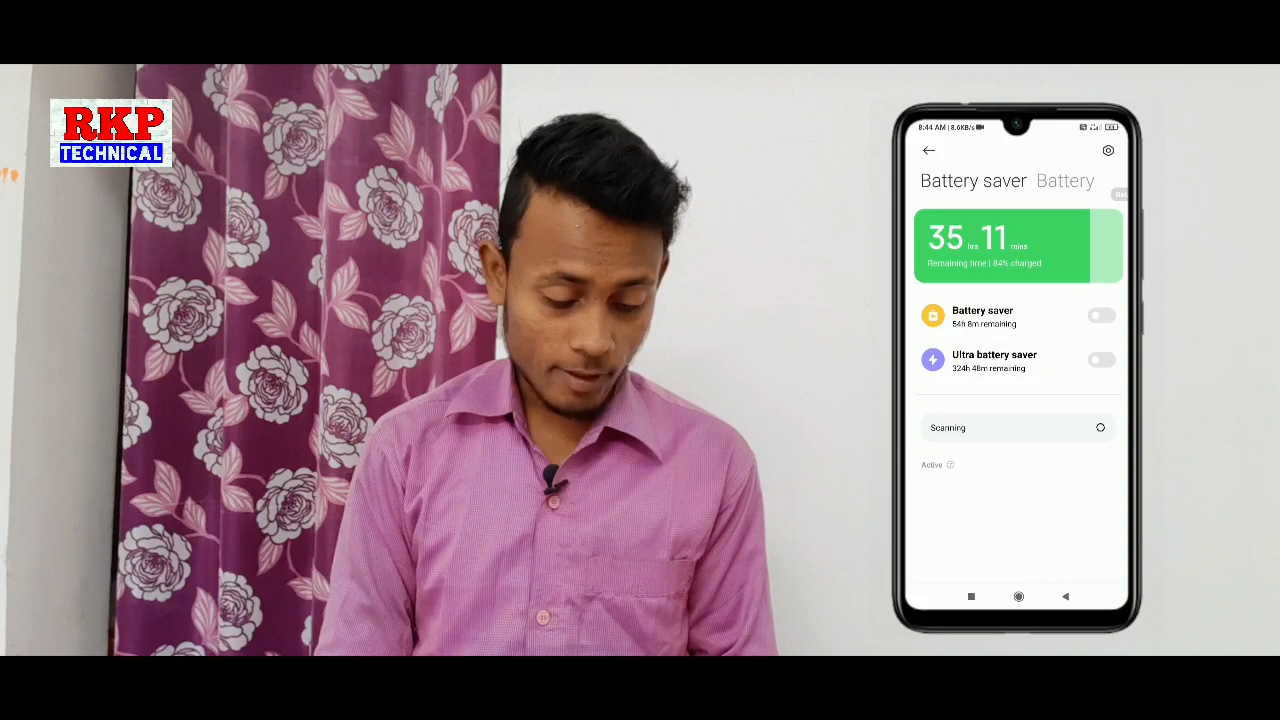 RKP
TECHNICAL
8:44 AM | 8.6KB/s
Battery saver Battery
35 hrs 11 mins
Remaining time | 84% charged
Battery saver
54h 8m remaining
Ultra battery saver
324h 48m remaining
Scanning
Active